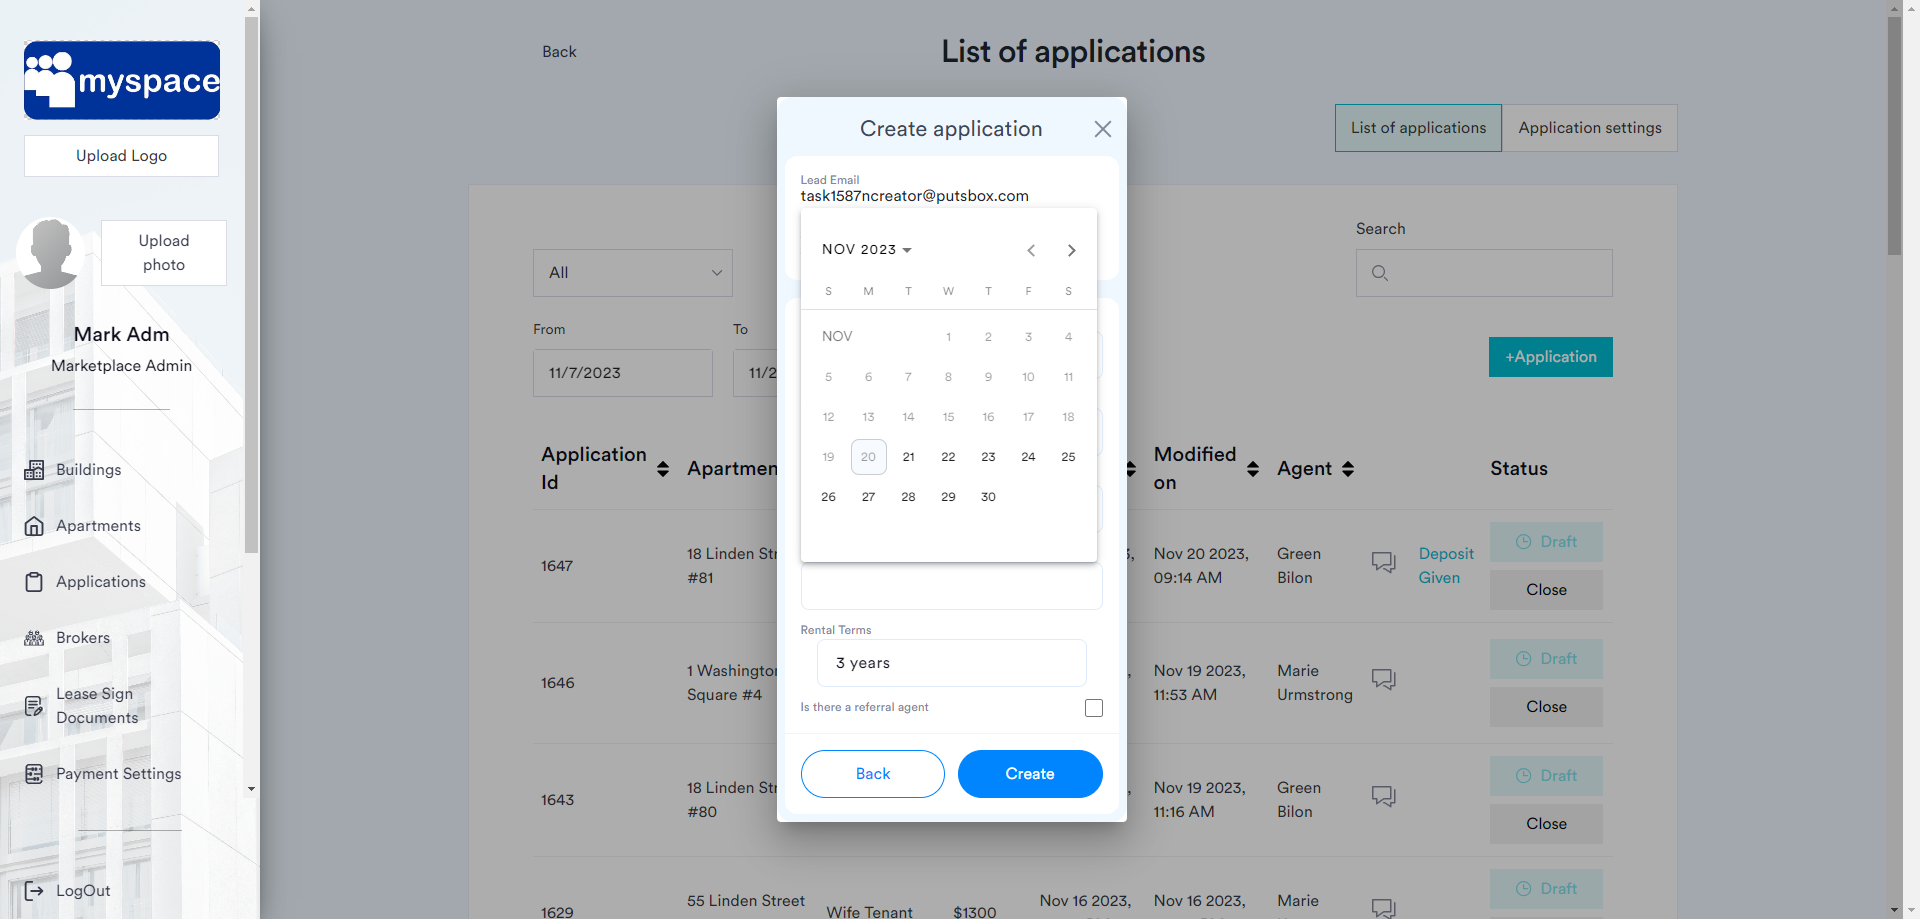 myspace
Upload Logo
Upload
photo
Mark Adm
Marketplace Admin
Buildings
Apartments
Applications
Brokers
Lease Sign
Documents
Payment Settings
LogOut
Back
List of applications
List of applications
Application settings
All
Search
From
To
11/7/2023
11/2
+Application
Application
Id
Apartmen
Modified
on
Agent
Status
1647
18 Linden Str
#81
Nov 20 2023,
09:14 AM
Green
Bilon
Deposit
Given
Draft
Close
1646
1 Washington
Square #4
Nov 19 2023,
11:53 AM
Marie
Urmstrong
Draft
Close
1643
18 Linden Str
#80
Nov 19 2023,
11:16 AM
Green
Bilon
Draft
Close
1629
55 Linden Street
Wife Tenant
$1300
Nov 16 2023,
Nov 16 2023,
Marie
Draft
Create application
Lead Email
task1587ncreator@putsbox.com
NOV 2023
S M T W T F S
NOV 1 2 3 4
5 6 7 8 9 10 11
12 13 14 15 16 17 18
19 20 21 22 23 24 25
26 27 28 29 30
Rental Terms
3 years
Is there a referral agent
Back
Create